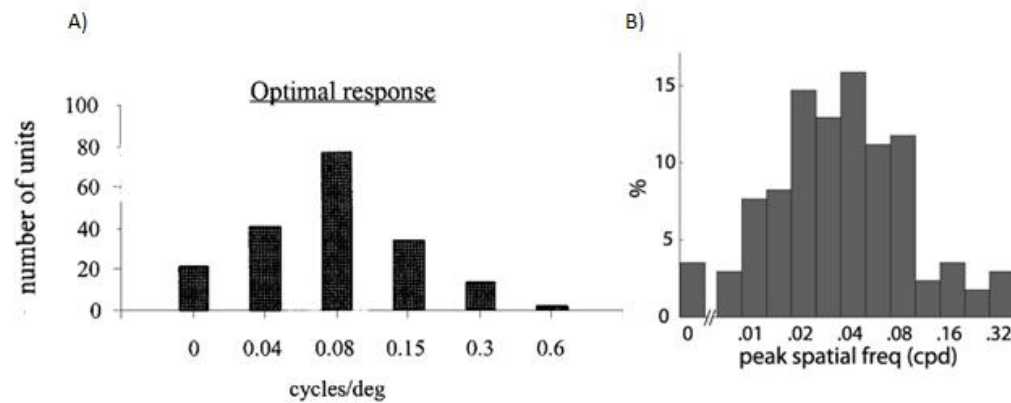 A)
Optimal response
number of units
100
80
60
40
20
0
0 0.04 0.08 0.15 0.3 0.6
cycles/deg
B)
%
15
10
5
0
0 .01 .02 .04 .08 .16 .32
peak spatial freq (cpd)